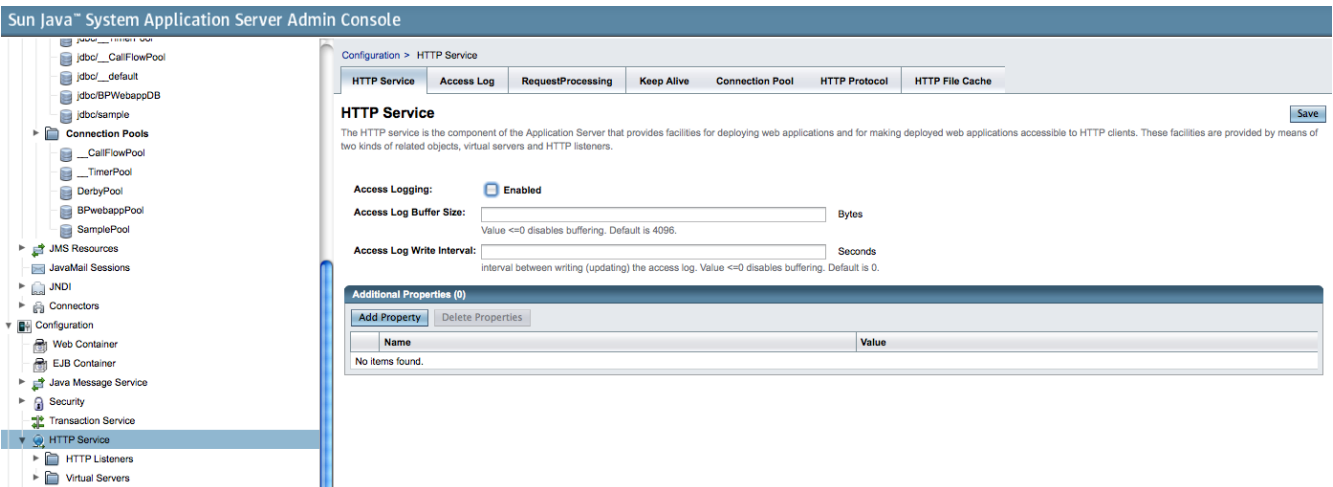 Sun Java™ System Application Server Admin Console
jdbc/__TimerPool
jdbc/__CallFlowPool
jdbc/__default
jdbc/BPWebappDB
jdbc/sample
Connection Pools
__CallFlowPool
__TimerPool
DerbyPool
BPwebappPool
SamplePool
JMS Resources
JavaMail Sessions
JNDI
Connectors
Configuration
Web Container
EJB Container
Java Message Service
Security
Transaction Service
HTTP Service
HTTP Listeners
Virtual Servers
Configuration > HTTP Service
HTTP Service Access Log RequestProcessing Keep Alive Connection Pool HTTP Protocol HTTP File Cache
HTTP Service
Save
The HTTP service is the component of the Application Server that provides facilities for deploying web applications and for making deployed web applications accessible to HTTP clients. These facilities are provided by means of
two kinds of related objects, virtual servers and HTTP listeners.
Access Logging: Enabled
Access Log Buffer Size: Bytes
Value <=0 disables buffering. Default is 4096.
Access Log Write Interval: Seconds
interval between writing (updating) the access log. Value <=0 disables buffering. Default is 0.
Additional Properties (0)
Add Property Delete Properties
Name Value
No items found.